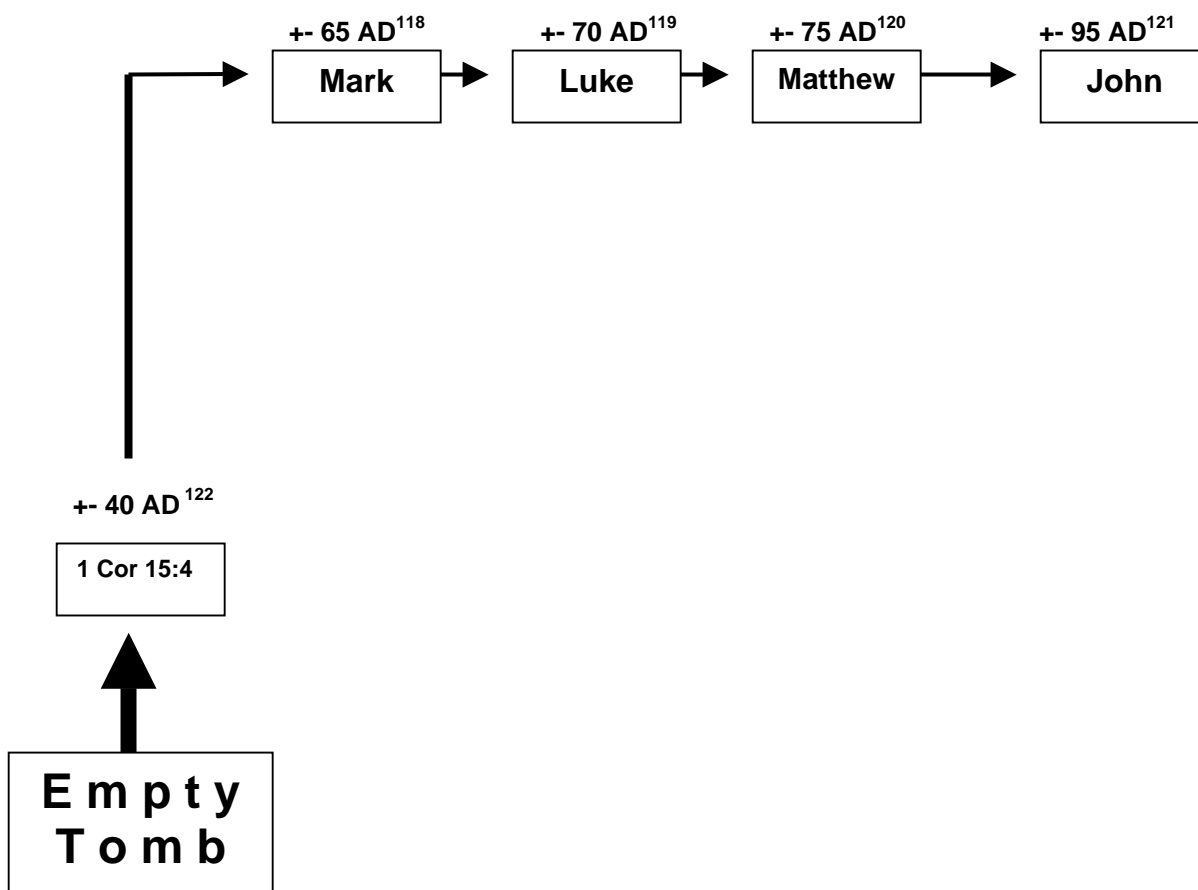 +- 65 AD118 +- 70 AD119 +- 75 AD120 +- 95 AD121
Mark Luke Matthew John
+- 40 AD 122
1 Cor 15:4
E m p t y
T o m b